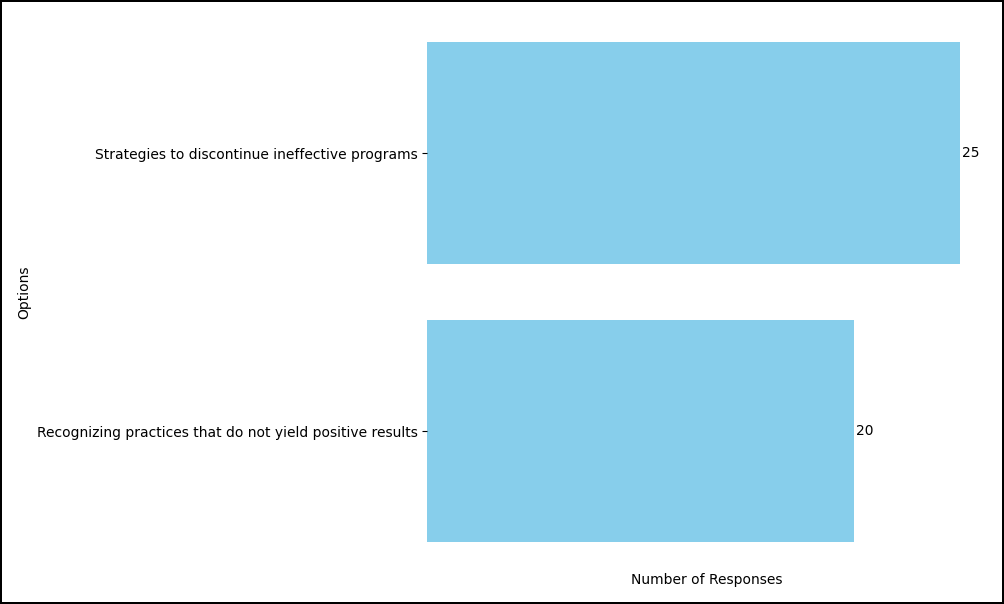 Strategies to discontinue ineffective programs
25
Options
Recognizing practices that do not yield positive results
20
Number of Responses